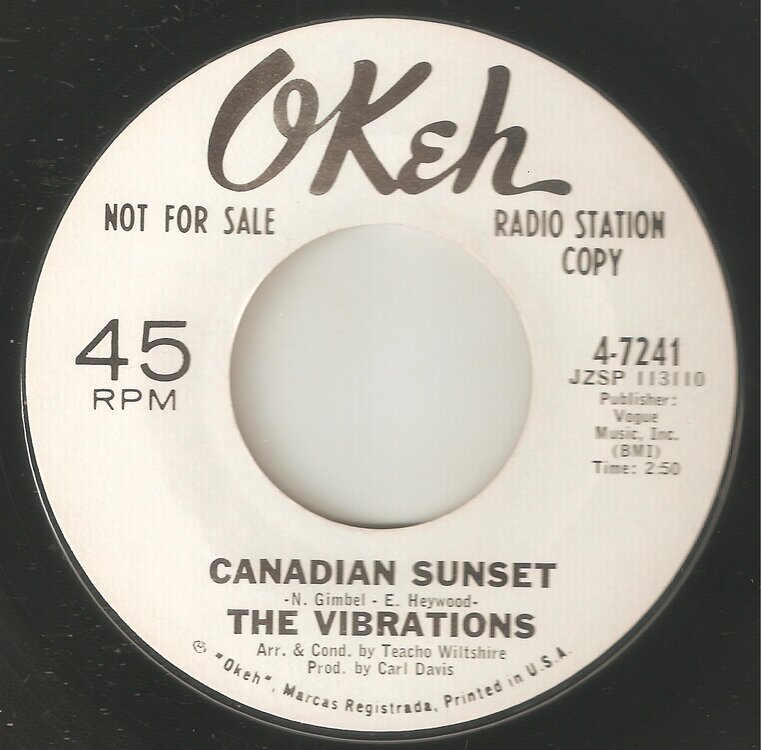 OKeh
NOT FOR SALE
RADIO STATION
COPY
45
RPM
4-7241
JZSP 113110
Publisher:
Vogue
Music, Inc.
(BMI)
Time: 2:50
CANADIAN SUNSET
-N. Gimbel - E. Heywood-
THE VIBRATIONS
Arr. & Cond. by Teacho Wiltshire
Prod. by Carl Davis
"Okeh", Marcas Registrada, Printed in U.S.A.